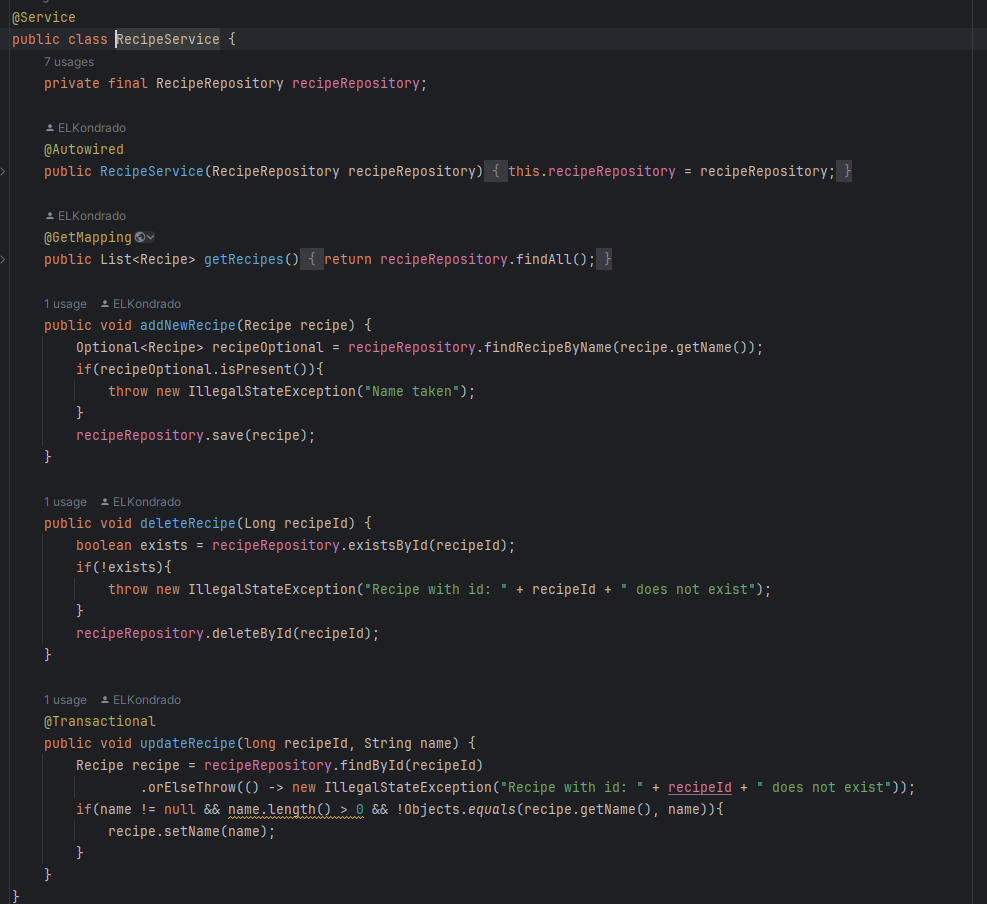 @Service
public class RecipeService {
7 usages
private final RecipeRepository recipeRepository;
ELKondrado
@Autowired
public RecipeService(RecipeRepository recipeRepository) { this.recipeRepository = recipeRepository; }
ELKondrado
@GetMapping
public List<Recipe> getRecipes() { return recipeRepository.findAll(); }
1 usage ELKondrado
public void addNewRecipe(Recipe recipe) {
Optional<Recipe> recipeOptional = recipeRepository.findRecipeByName(recipe.getName());
if(recipeOptional.isPresent()){
throw new IllegalStateException("Name taken");
}
recipeRepository.save(recipe);
}
1 usage ELKondrado
public void deleteRecipe(Long recipeId) {
boolean exists = recipeRepository.existsById(recipeId);
if(!exists){
throw new IllegalStateException("Recipe with id: " + recipeId + " does not exist");
}
recipeRepository.deleteById(recipeId);
}
1 usage ELKondrado
@Transactional
public void updateRecipe(long recipeId, String name) {
Recipe recipe = recipeRepository.findById(recipeId)
.orElseThrow(() -> new IllegalStateException("Recipe with id: " + recipeId + " does not exist"));
if(name != null && name.length() > 0 && !Objects.equals(recipe.getName(), name)){
recipe.setName(name);
}
}
}